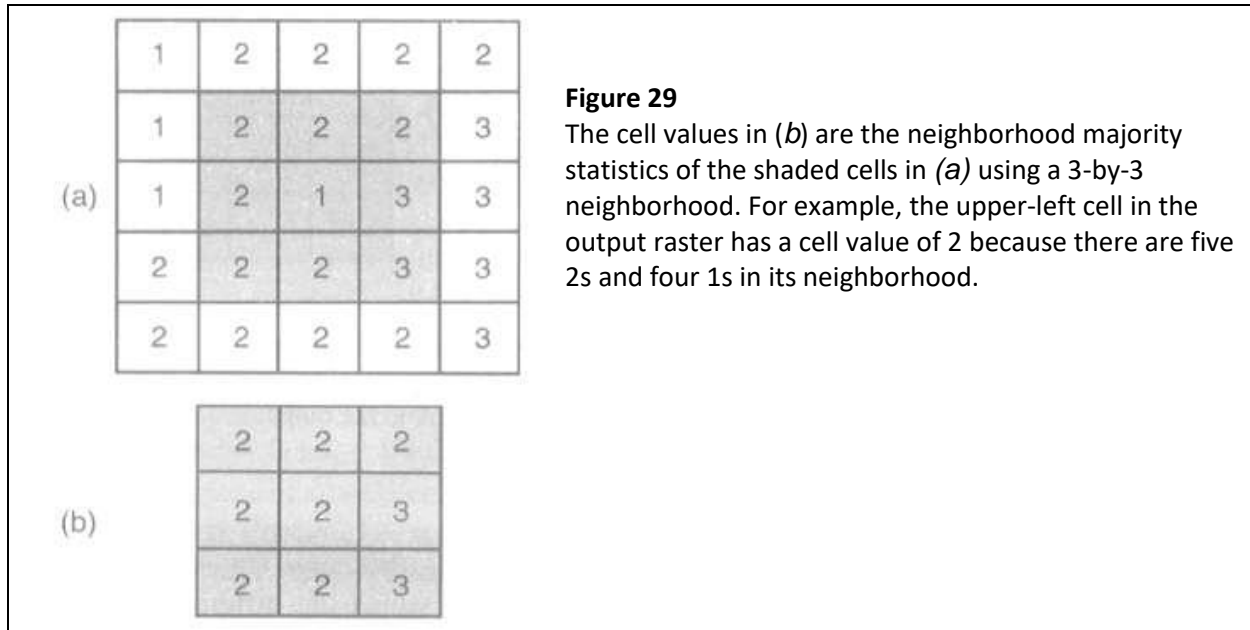 1 2 2 2 2
Figure 29
The cell values in (b) are the neighborhood majority
1 2 2 2 3
statistics of the shaded cells in (a) using a 3-by-3
(a) 1 2 1 3 3
neighborhood. For example, the upper-left cell in the
output raster has a cell value of 2 because there are five
2 2 2 3 3
2s and four 1s in its neighborhood.
2 2 2 2 3
2 2 2
(b) 2 2 3
2 2 3